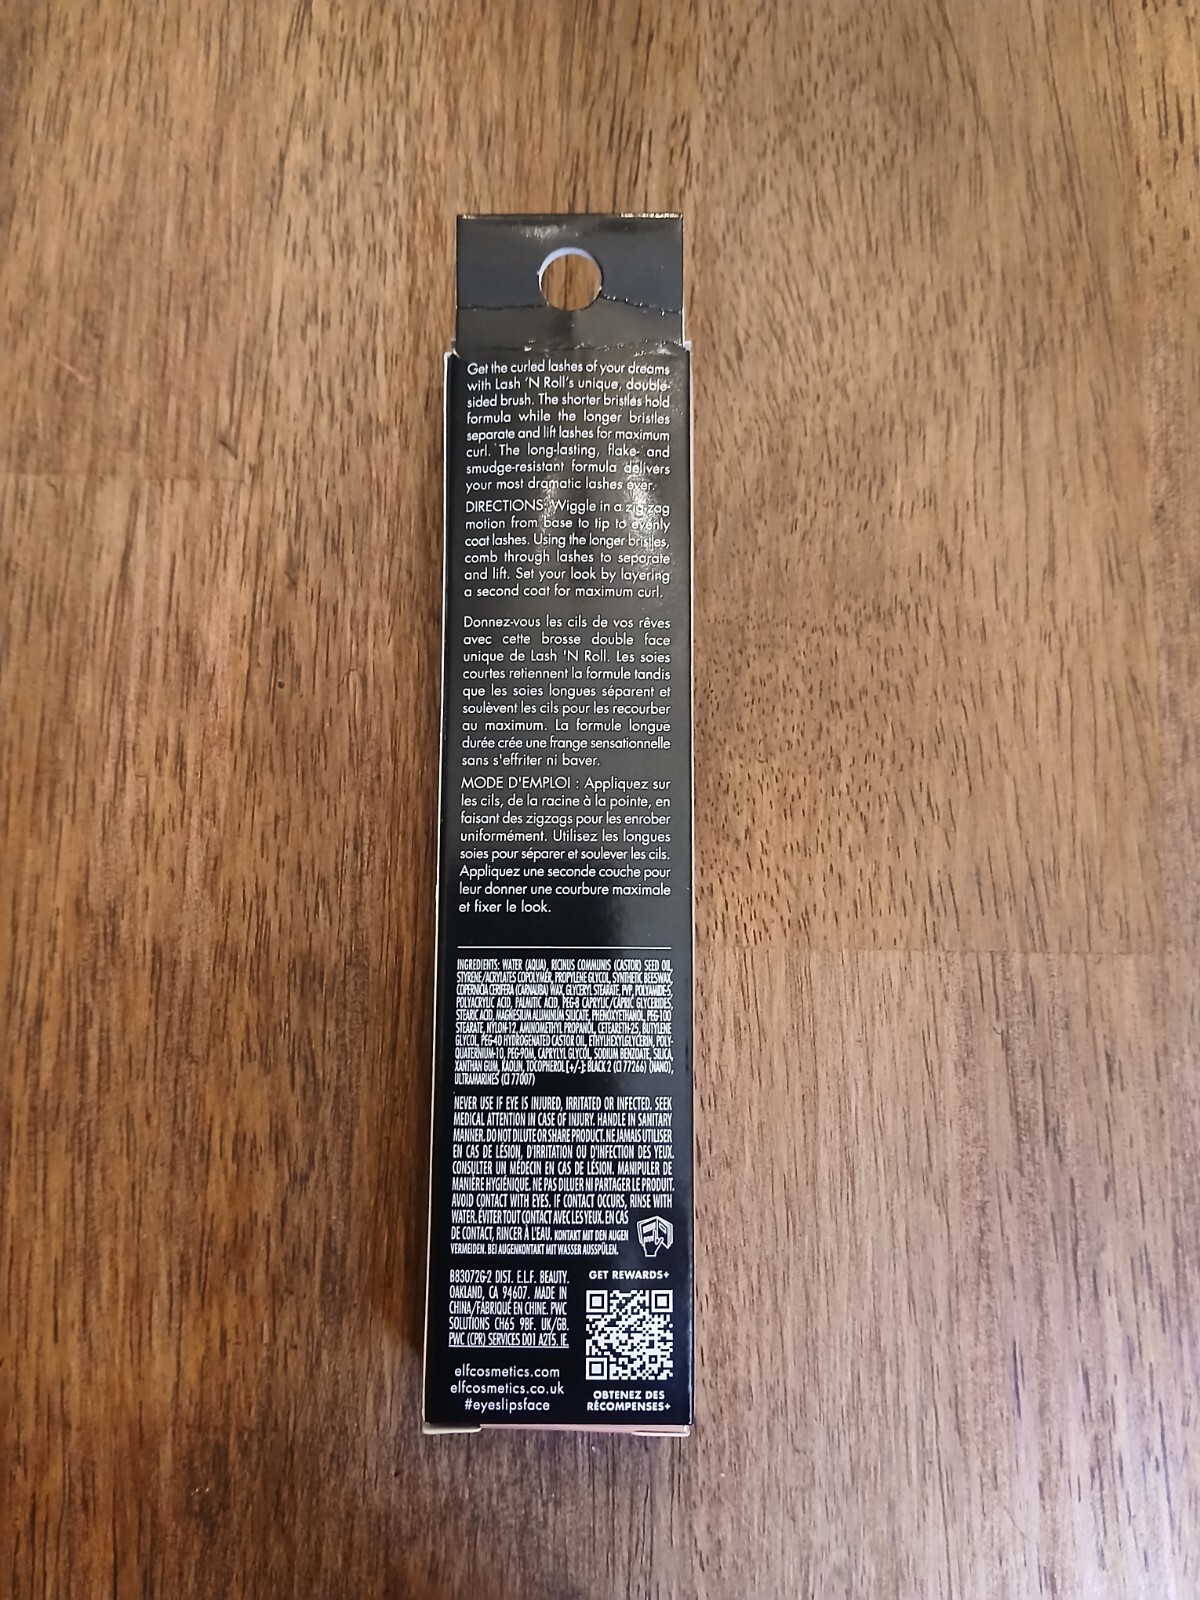 Get the curled lashes of your dreams
with Lash 'N Roll's unique, double-
sided brush. The shorter bristles hold
formula while the longer bristles
separate and lift lashes for maximum
curl. The long-lasting, flake- and
smudge-resistant formula delivers
your most dramatic lashes ever.
DIRECTIONS: Wiggle in a zig-zag
motion from base to tip to evenly
coat lashes. Using the longer bristles,
comb through lashes to separate
and lift. Set your look by layering
a second coat for maximum curl.
Donnez-vous les cils de vos rêves
avec cette brosse double face
unique de Lash 'N Roll. Les soies
courtes retiennent la formule tandis
que les soies longues séparent et
soulèvent les cils pour les recourber
au maximum. La formule longue
durée crée une frange sensationnelle
sans s'effriter ni baver.
MODE D'EMPLOI : Appliquez sur
les cils, de la racine à la pointe, en
faisant des zigzags pour les enrober
uniformément. Utilisez les longues
soies pour séparer et soulever les cils.
Appliquez une seconde couche pour
leur donner une courbure maximale
et fixer le look.
INGREDIENTS: WATER (AQUA), RICINUS COMMUNIS (CASTOR) SEED OIL,
STYRENE/ACRYLATES COPOLYMER, PROPYLENE GLYCOL, SYNTHETIC BEESWAX,
COPERNICIA CERIFERA (CARNAUBA) WAX, GLYCERYL STEARATE, PVP, POLYAMIDE-5,
POLYACRYLIC ACID, PALMITIC ACID, PEG-8 CAPRYLIC/CAPRIC GLYCERIDES,
STEARIC ACID, MAGNESIUM ALUMINUM SILICATE, PHENOXYETHANOL, PEG-100
STEARATE, NYLON-12, AMINOMETHYL PROPANOL, CETEARETH-25, BUTYLENE
GLYCOL, PEG-40 HYDROGENATED CASTOR OIL, ETHYLHEXYLGLYCERIN, POLY-
QUATERNIUM-10, PEG-90M, CAPRYLYL GLYCOL, SODIUM BENZOATE, SILICA,
XANTHAN GUM, KAOLIN, TOCOPHEROL [+/-]: BLACK 2 (CI 77266) (NANO),
ULTRAMARINES (CI 77007)
NEVER USE IF EYE IS INJURED, IRRITATED OR INFECTED. SEEK
MEDICAL ATTENTION IN CASE OF INJURY. HANDLE IN SANITARY
MANNER. DO NOT DILUTE OR SHARE PRODUCT. NE JAMAIS UTILISER
EN CAS DE LÉSION, D'IRRITATION OU D'INFECTION DES YEUX.
CONSULTER UN MÉDECIN EN CAS DE LÉSION. MANIPULER DE
MANIÈRE HYGIÉNIQUE. NE PAS DILUER NI PARTAGER LE PRODUIT.
AVOID CONTACT WITH EYES. IF CONTACT OCCURS, RINSE WITH
WATER. ÉVITER TOUT CONTACT AVEC LES YEUX. EN CAS
DE CONTACT, RINCER À L'EAU. KONTAKT MIT DEN AUGEN
VERMEIDEN. BEI AUGENKONTAKT MIT WASSER AUSSPÜLEN.
B83072G-2 DIST. E.L.F. BEAUTY.
OAKLAND, CA 94607. MADE IN
CHINA/FABRIQUÉ EN CHINE. PWC
SOLUTIONS CH65 9BF. UK/GB.
PWC (CPR) SERVICES D01 A2T5. IE.
elfcosmetics.com
elfcosmetics.co.uk
#eyeslipsface
GET REWARDS+
OBTENEZ DES
RÉCOMPENSES+